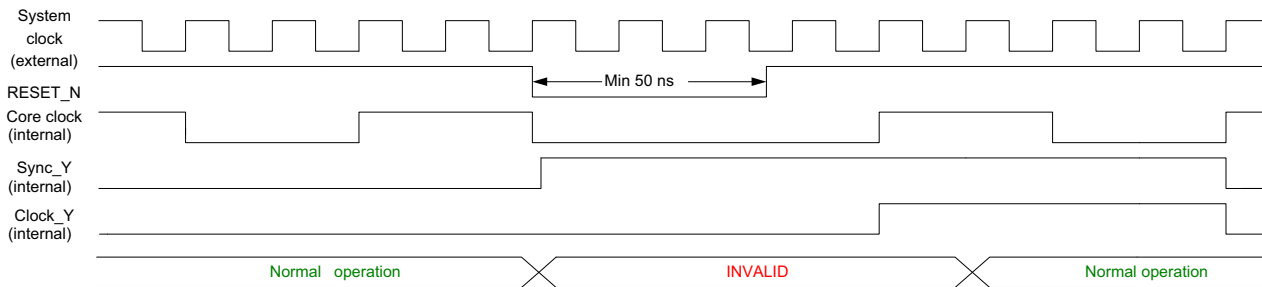 System
clock
(external)
Min 50 ns
RESET_N
Core clock
(internal)
Sync_Y
(internal)
Clock_Y
(internal)
Normal operation
INVALID
Normal operation